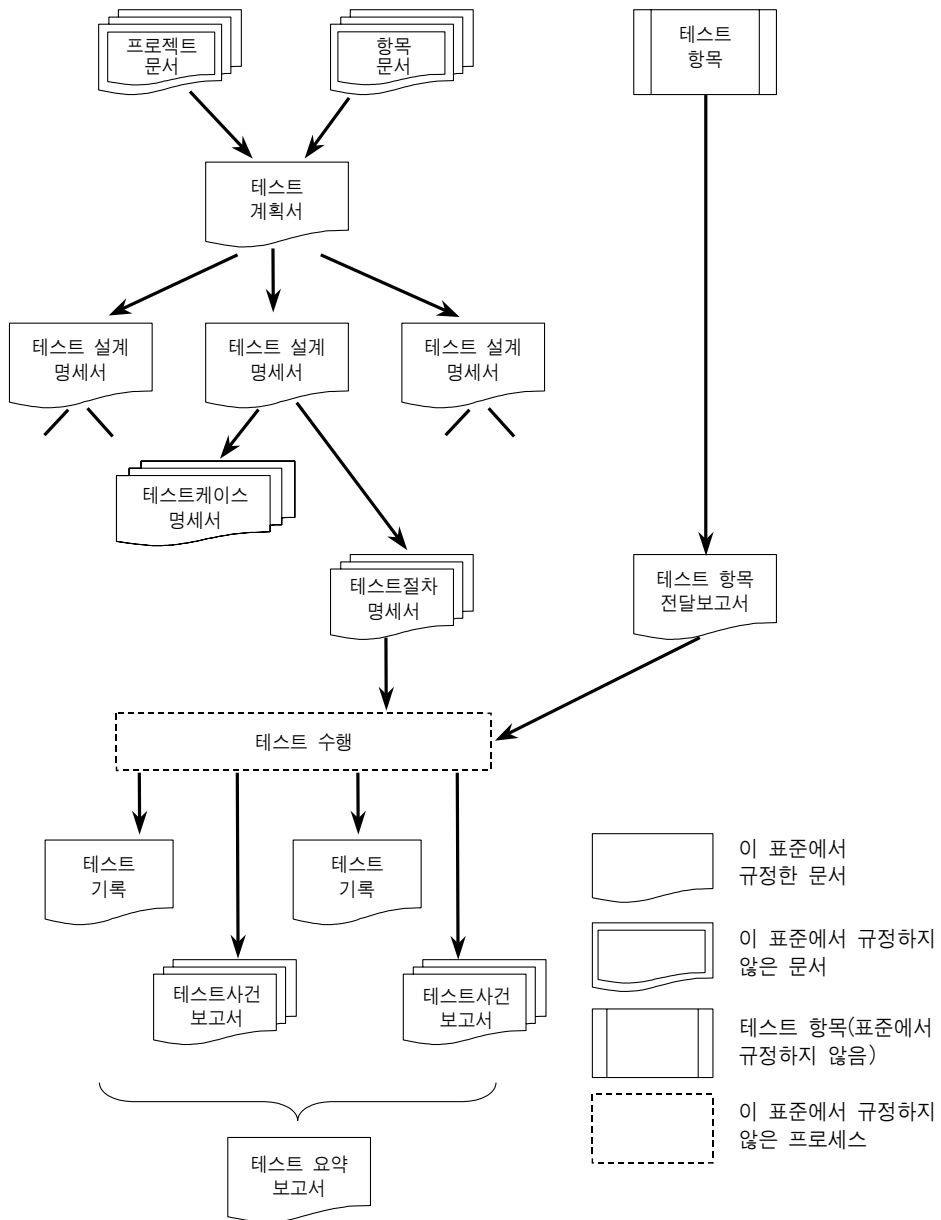 프로젝트
문서
항목
문서
테스트
항목
테스트
계획서
테스트 설계
명세서
테스트 설계
명세서
테스트 설계
명세서
테스트케이스
명세서
테스트절차
명세서
테스트 항목
전달보고서
테스트 수행
테스트
기록
테스트
기록
테스트사건
보고서
테스트사건
보고서
테스트 요약
보고서
이 표준에서
규정한 문서
이 표준에서 규정하지
않은 문서
테스트 항목(표준에서
규정하지 않음)
이 표준에서 규정하지
않은 프로세스